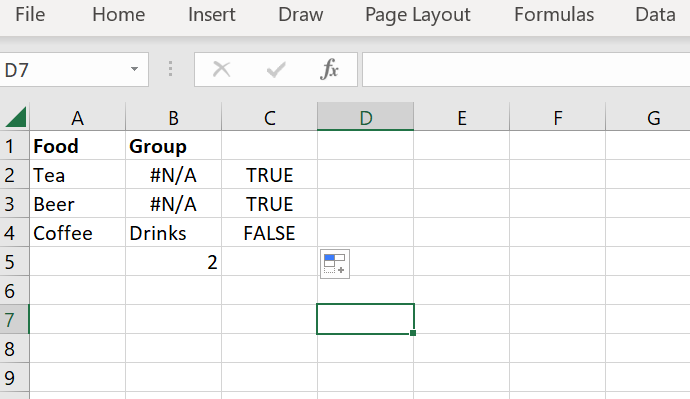 File Home Insert Draw Page Layout Formulas Data
D7 fx
A B C D E F G
1 Food Group
2 Tea #N/A TRUE
3 Beer #N/A TRUE
4 Coffee Drinks FALSE
5 2
6
7
8
9